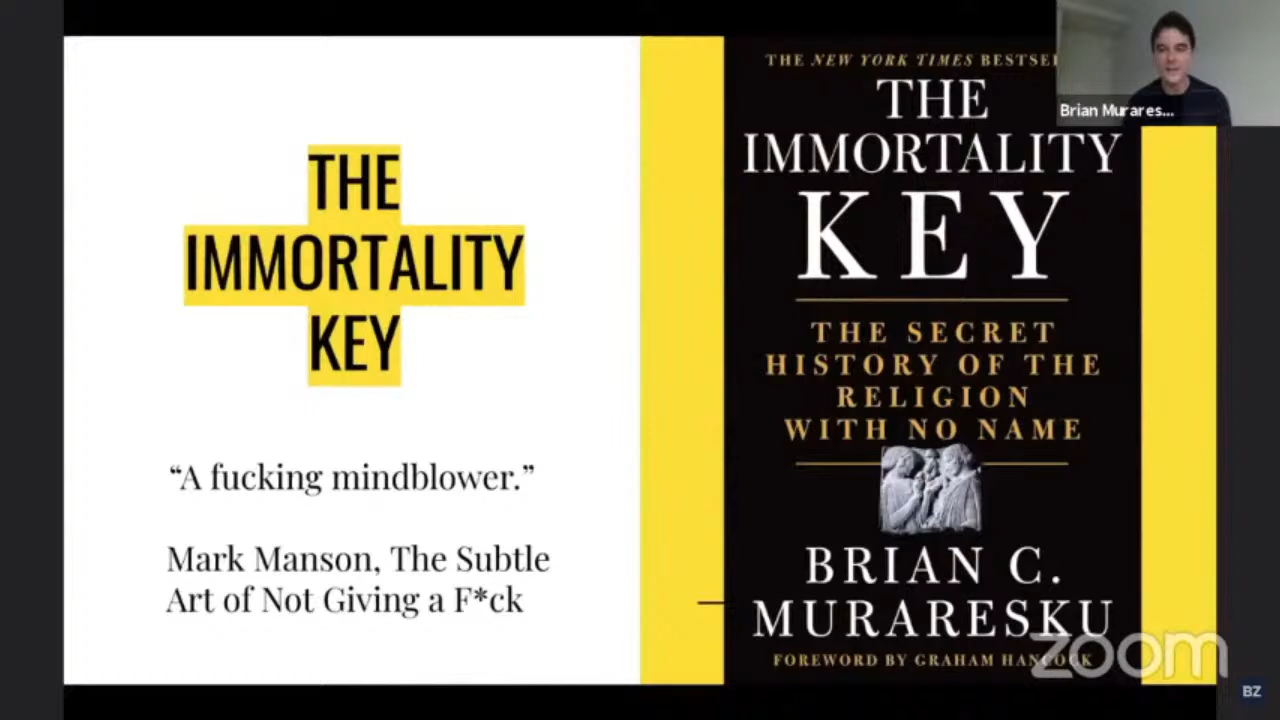 THE
IMMORTALITY
KEY
“A fucking mindblower.”
Mark Manson, The Subtle
Art of Not Giving a F*ck
THE NEW YORK TIMES
THE
IMMORTALITY
KEY
THE SECRET
HISTORY OF THE
RELIGION
WITH NO NAME
BRIAN C.
MURARESKU
FOREWORD BY GRAHAM HANCOCK
Brian Murares...
zoom
BZ